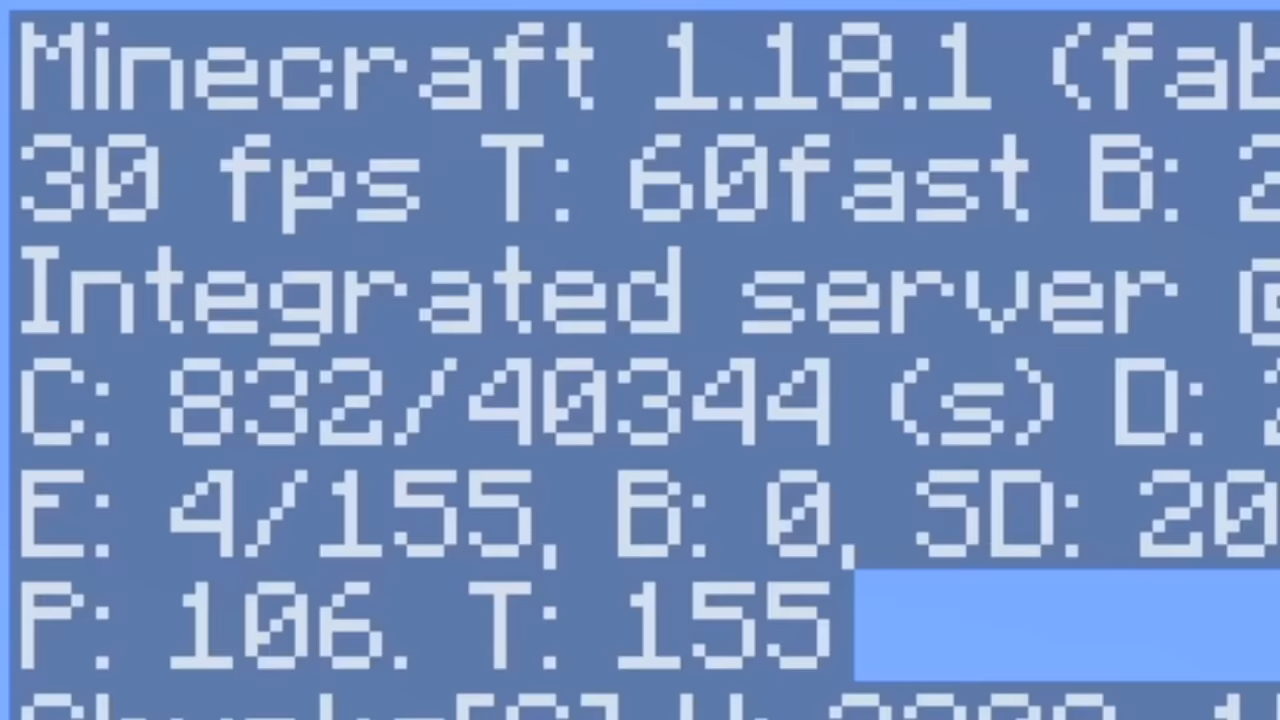 Minecraft 1.18.1 (fab
30 fps T: 60fast B: 2
Integrated server @
C: 832/40344 (s) D: 2
E: 4/155, B: 0, SD: 20
P: 106. T: 155